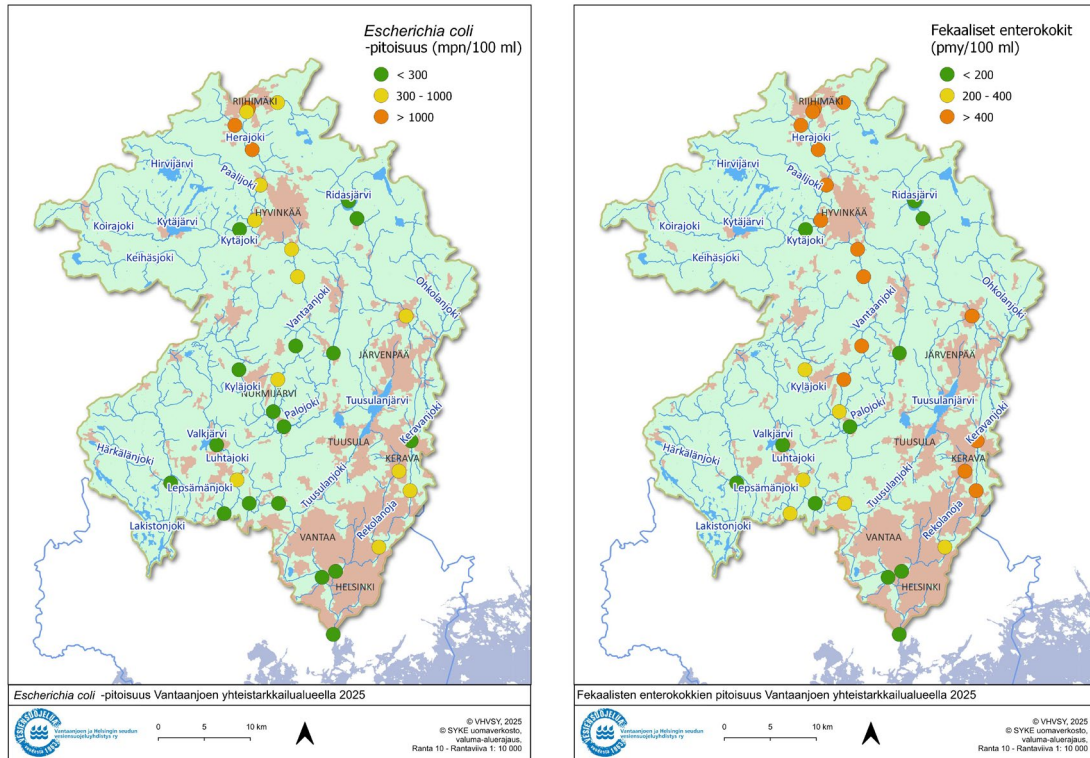 Escherichia coli
-pitoisuus (mpn/100 ml)
< 300
300 - 1000
> 1000
RIIHIMÄKI
Herajoki
Hirvijärvi
Paalijoki
Ridasjärvi
HYVINKÄÄ
Koirajoki
Kytäjärvi
Kytäjoki
Keihäsjoki
Ohkolanjoki
Vantaanjoki
JÄRVENPÄÄ
Kyläjoki
NURMIJÄRVI
Tuusulanjärvi
Palojoki
Keravanjoki
Valkjärvi
TUUSULA
Härkälänjoki
Luhtajoki
KERAVA
Lepsämänjoki
Tuusulanjoki
Lakistonjoki
Rekolanoja
VANTAA
HELSINKI
Escherichia coli -pitoisuus Vantaanjoen yhteistarkkailualueella 2025
VESIENSUOJELUA
vuodesta 1963
Vantaanjoen ja Helsingin seudun
vesiensuojeluyhdistys ry
0 5 10 km
© VHVSY, 2025
© SYKE uomaverkosto,
valuma-aluerajaus,
Ranta 10 - Rantaviiva 1: 10 000
Fekaaliset enterokokit
(pmy/100 ml)
< 200
200 - 400
> 400
RIIHIMÄKI
Herajoki
Hirvijärvi
Paalijoki
Ridasjärvi
HYVINKÄÄ
Koirajoki
Kytäjärvi
Kytäjoki
Keihäsjoki
Ohkolanjoki
Vantaanjoki
JÄRVENPÄÄ
Kyläjoki
Tuusulanjärvi
Palojoki
Keravanjoki
Valkjärvi
TUUSULA
Härkälänjoki
Luhtajoki
KERAVA
Lepsämänjoki
Tuusulanjoki
Lakistonjoki
Rekolanoja
VANTAA
HELSINKI
Fekaalisten enterokokkien pitoisuus Vantaanjoen yhteistarkkailualueella 2025
VESIENSUOJELUA
vuodesta 1963
Vantaanjoen ja Helsingin seudun
vesiensuojeluyhdistys ry
0 5 10 km
© VHVSY, 2025
© SYKE uomaverkosto,
valuma-aluerajaus,
Ranta 10 - Rantaviiva 1: 10 000